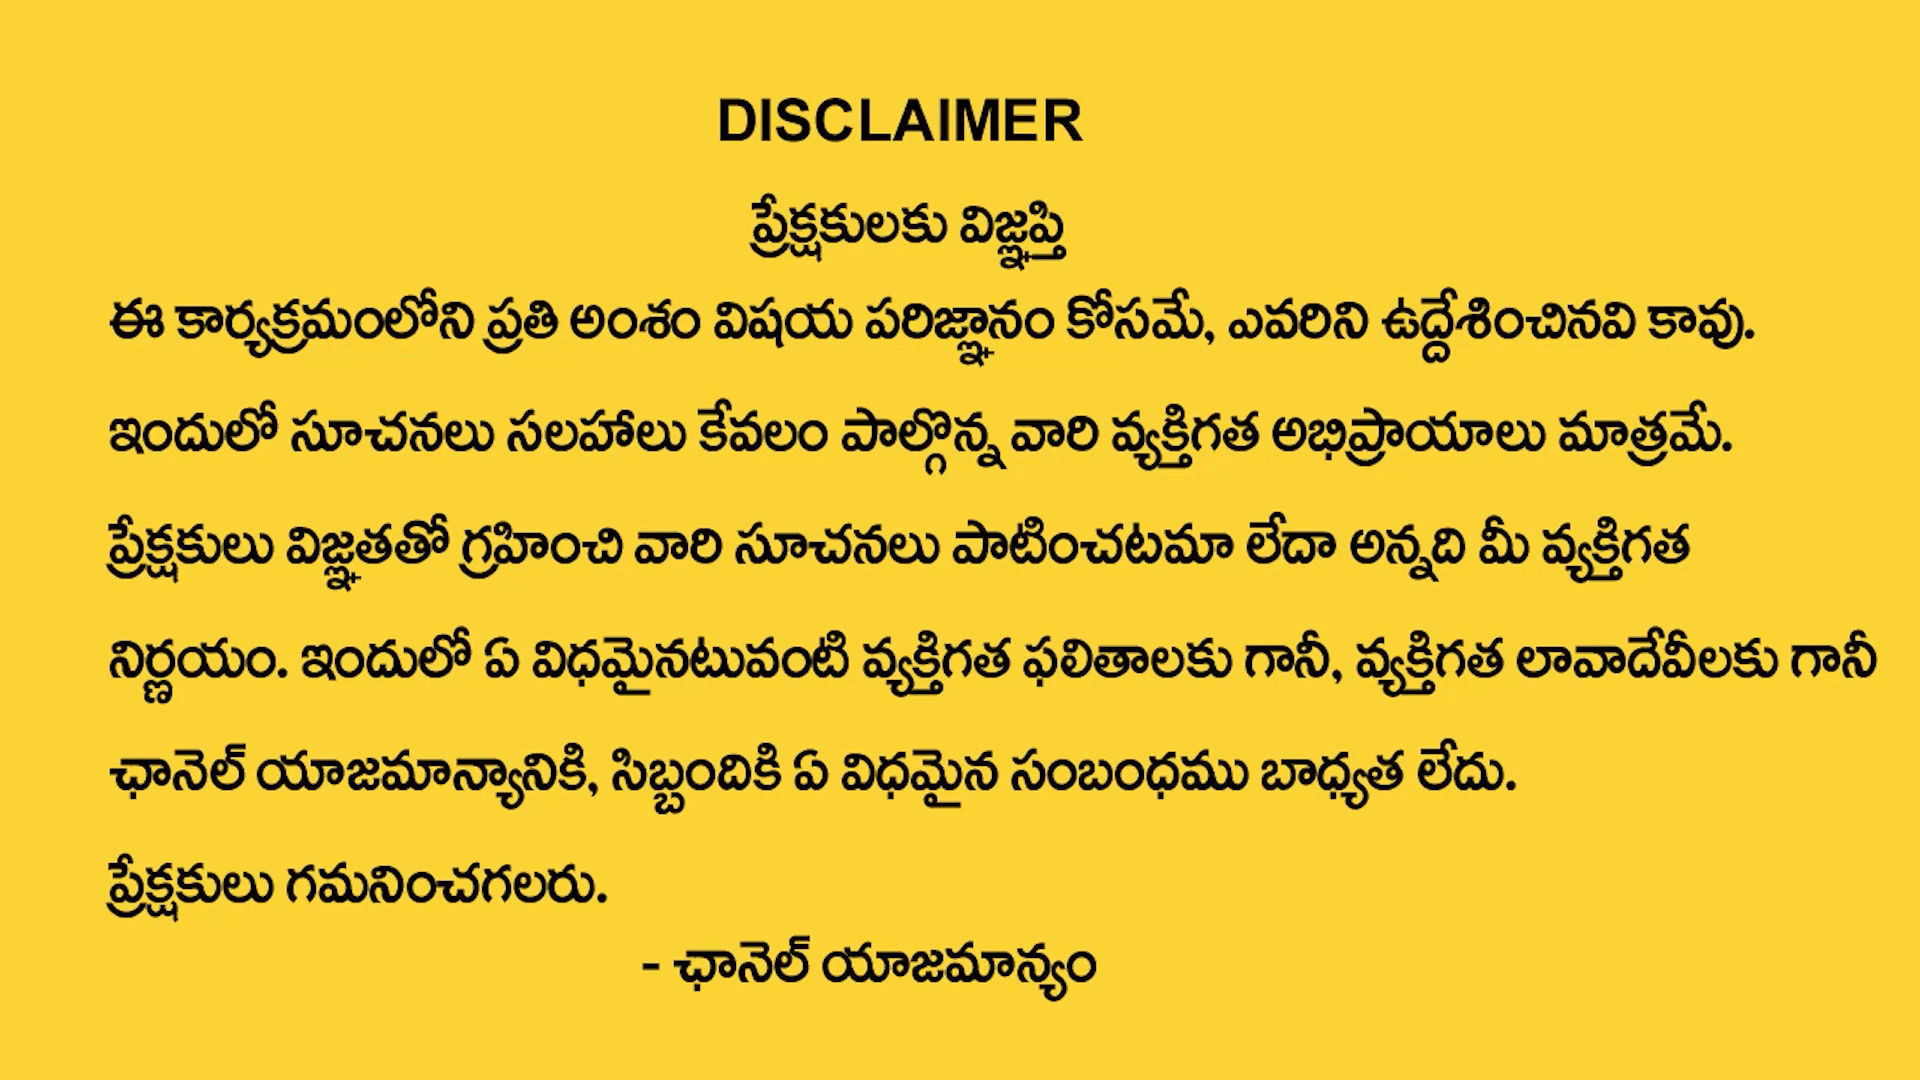 DISCLAIMER
ప్రేక్షకులకు విజ్ఞప్తి
ఈ కార్యక్రమంలోని ప్రతి అంశం విషయ పరిజ్ఞానం కోసమే, ఎవరిని ఉద్దేశించినవి కావు.
ఇందులో సూచనలు సలహాలు కేవలం పాల్గొన్న వారి వ్యక్తిగత అభిప్రాయాలు మాత్రమే.
ప్రేక్షకులు విజ్ఞతతో గ్రహించి వారి సూచనలు పాటించటమా లేదా అన్నది మీ వ్యక్తిగత
నిర్ణయం. ఇందులో ఏ విధమైనటువంటి వ్యక్తిగత ఫలితాలకు గానీ, వ్యక్తిగత లావాదేవీలకు గానీ
ఛానెల్ యాజమాన్యానికి, సిబ్బందికి ఏ విధమైన సంబంధము బాధ్యత లేదు.
ప్రేక్షకులు గమనించగలరు.
- ఛానెల్ యాజమాన్యం